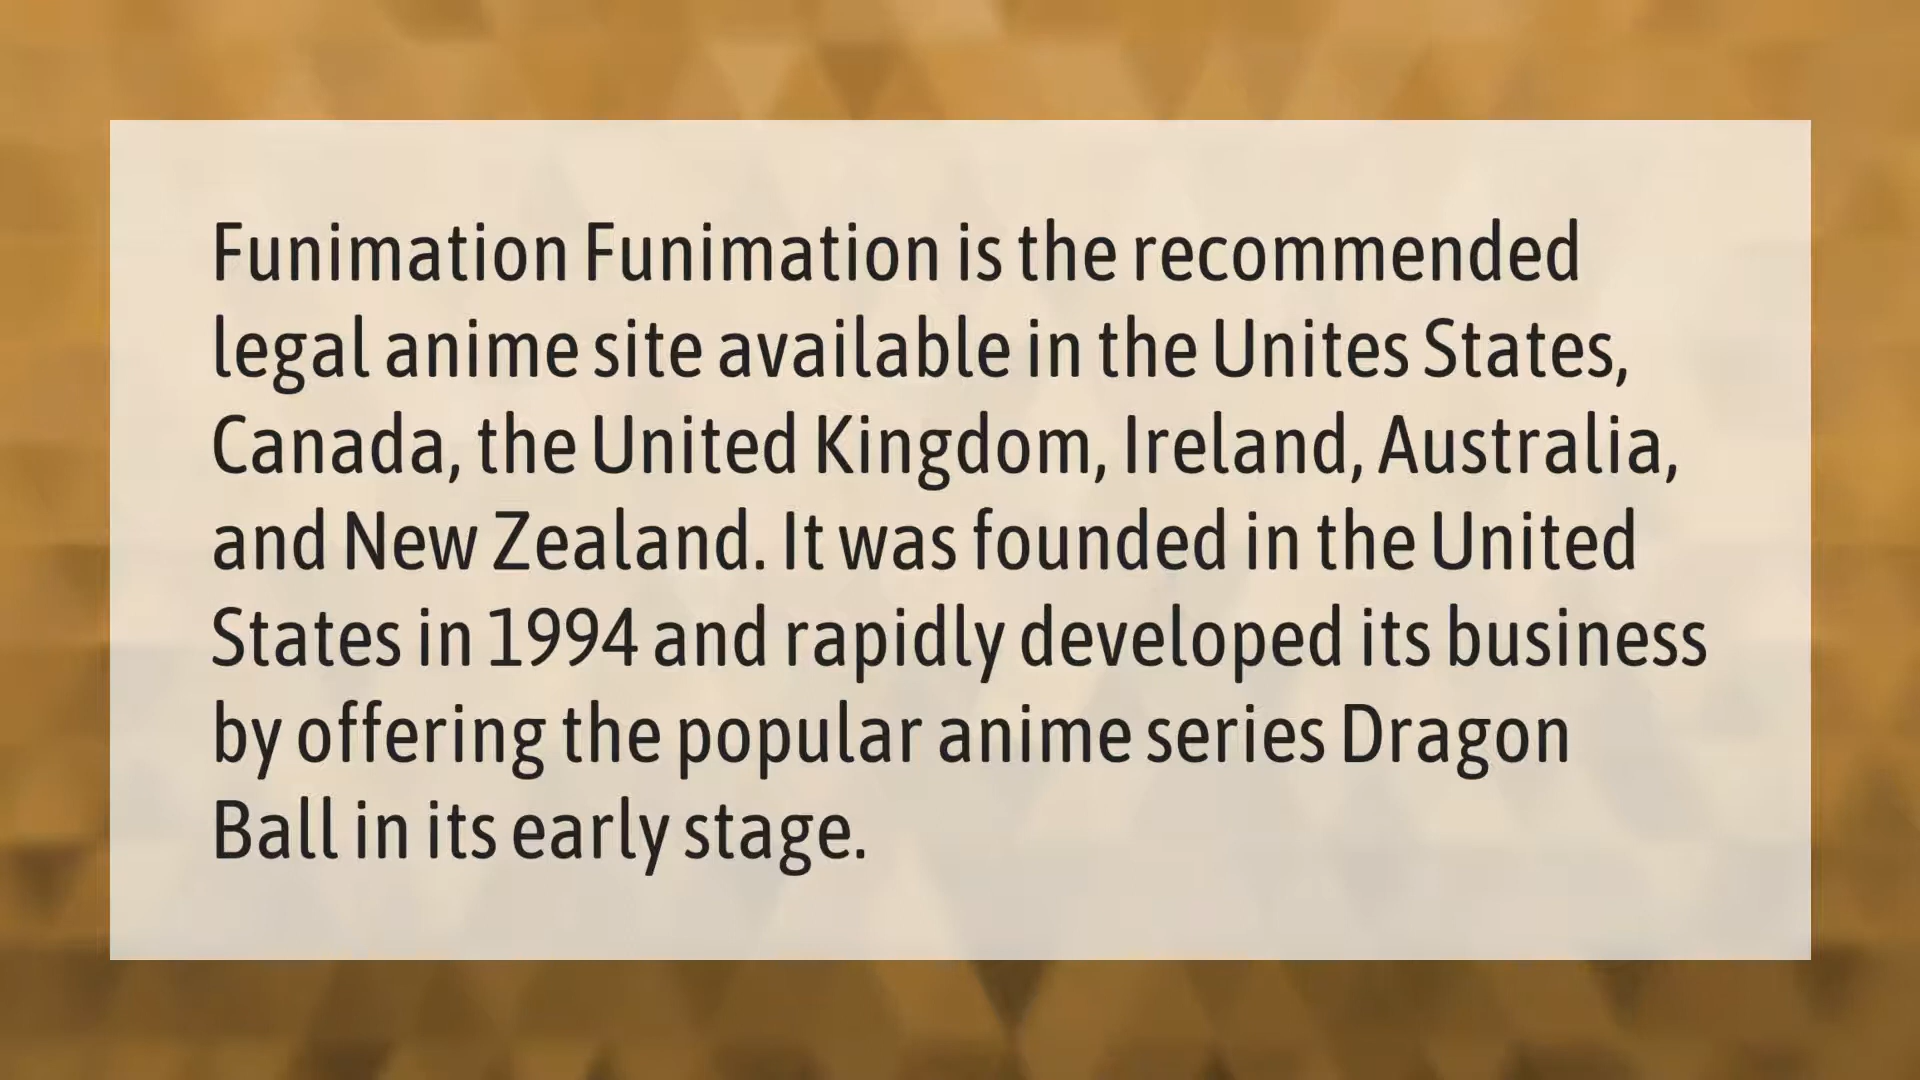 Funimation Funimation is the recommended
legal anime site available in the Unites States,
Canada, the United Kingdom, Ireland, Australia,
and New Zealand. It was founded in the United
States in 1994 and rapidly developed its business
by offering the popular anime series Dragon
Ball in its early stage.